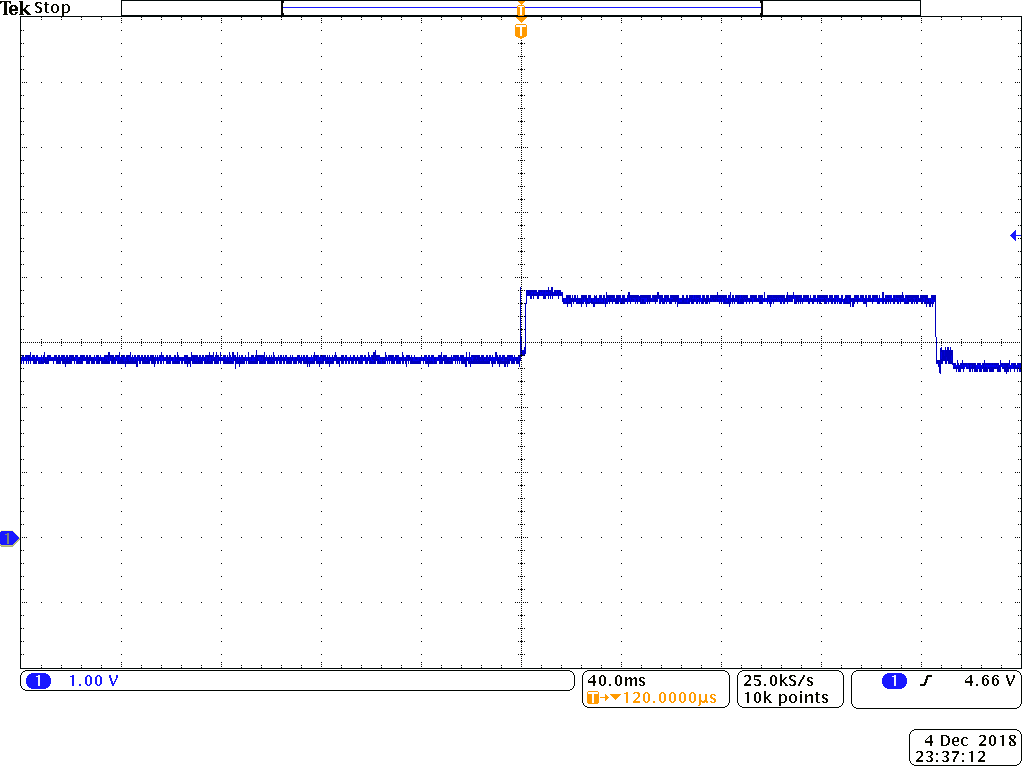 Tek Stop
T
T
1
1 1.00 V
40.0ms 25.0kS/s 1 4.66 V
T→▼120.0000µs 10k points
4 Dec 2018
23:37:12